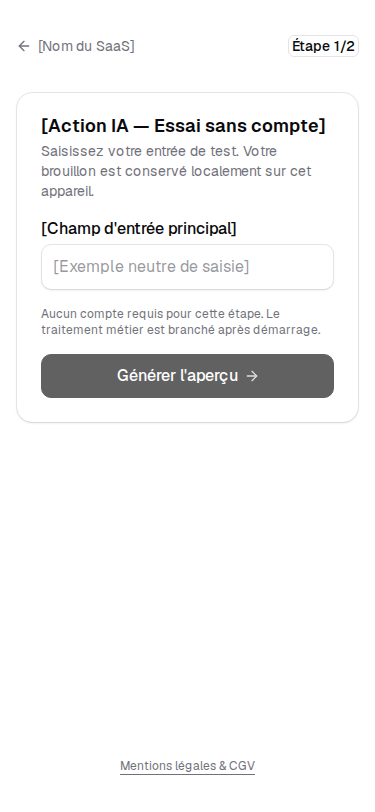 ← [Nom du SaaS]
Étape 1/2
[Action IA — Essai sans compte]
Saisissez votre entrée de test. Votre
brouillon est conservé localement sur cet
appareil.
[Champ d'entrée principal]
[Exemple neutre de saisie]
Aucun compte requis pour cette étape. Le
traitement métier est branché après démarrage.
Générer l'aperçu →
Mentions légales & CGV